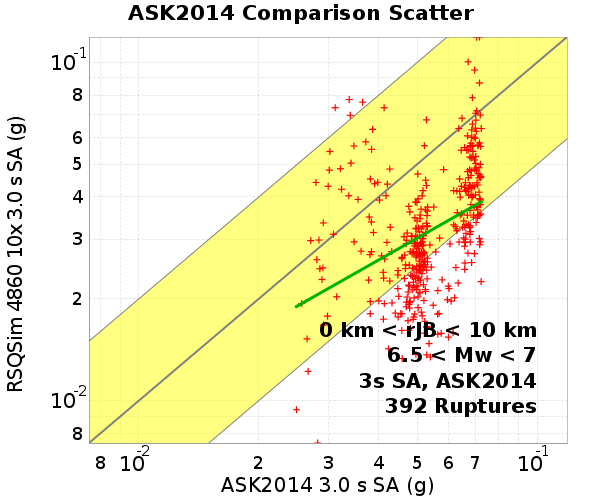 ASK2014 Comparison Scatter
RSQSim 4860 10x 3.0 s SA (g)
10^-1
8
6
5
4
3
2
10^-2
8
0 km < rJB < 10 km
6.5 < Mw < 7
3s SA, ASK2014
392 Ruptures
8 10^-2 2 3 4 5 6 7 10^-1
ASK2014 3.0 s SA (g)